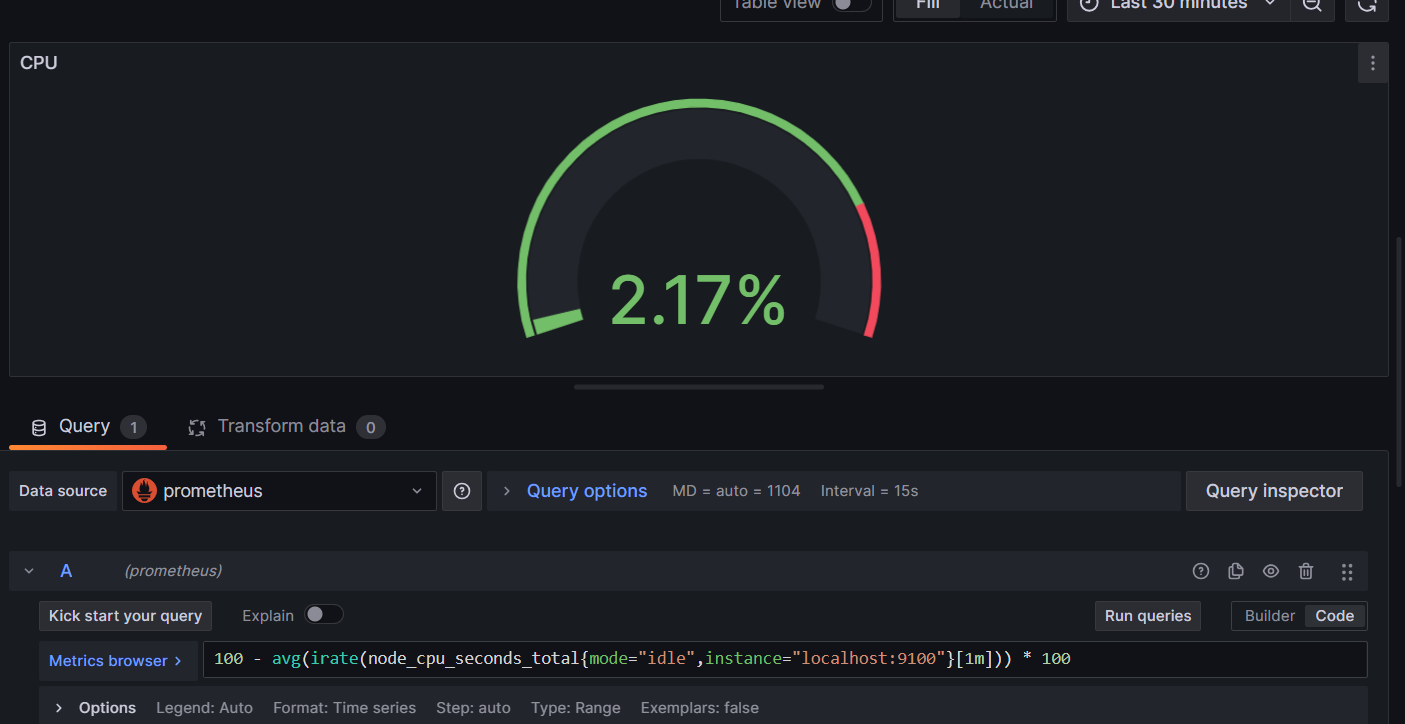 Table view Fill Actual Last 30 minutes
CPU
2.17%
Query 1 Transform data 0
Data source prometheus Query options MD = auto = 1104 Interval = 15s Query inspector
A (prometheus)
Kick start your query Explain Run queries Builder Code
Metrics browser > 100 - avg(irate(node_cpu_seconds_total{mode="idle",instance="localhost:9100"}[1m])) * 100
> Options Legend: Auto Format: Time series Step: auto Type: Range Exemplars: false